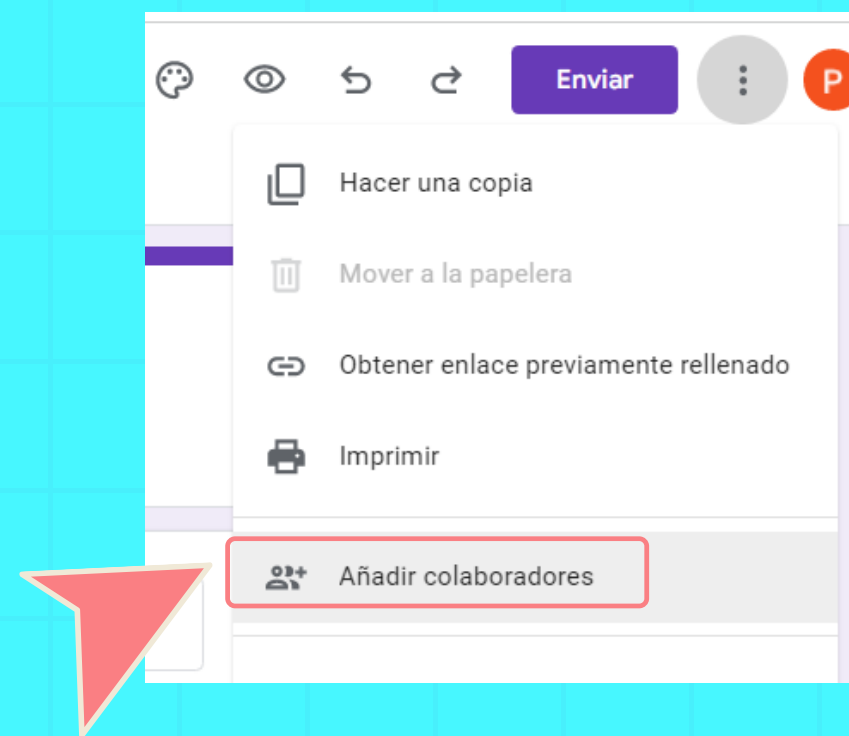 Enviar
P
Hacer una copia
Mover a la papelera
Obtener enlace previamente rellenado
Imprimir
Añadir colaboradores